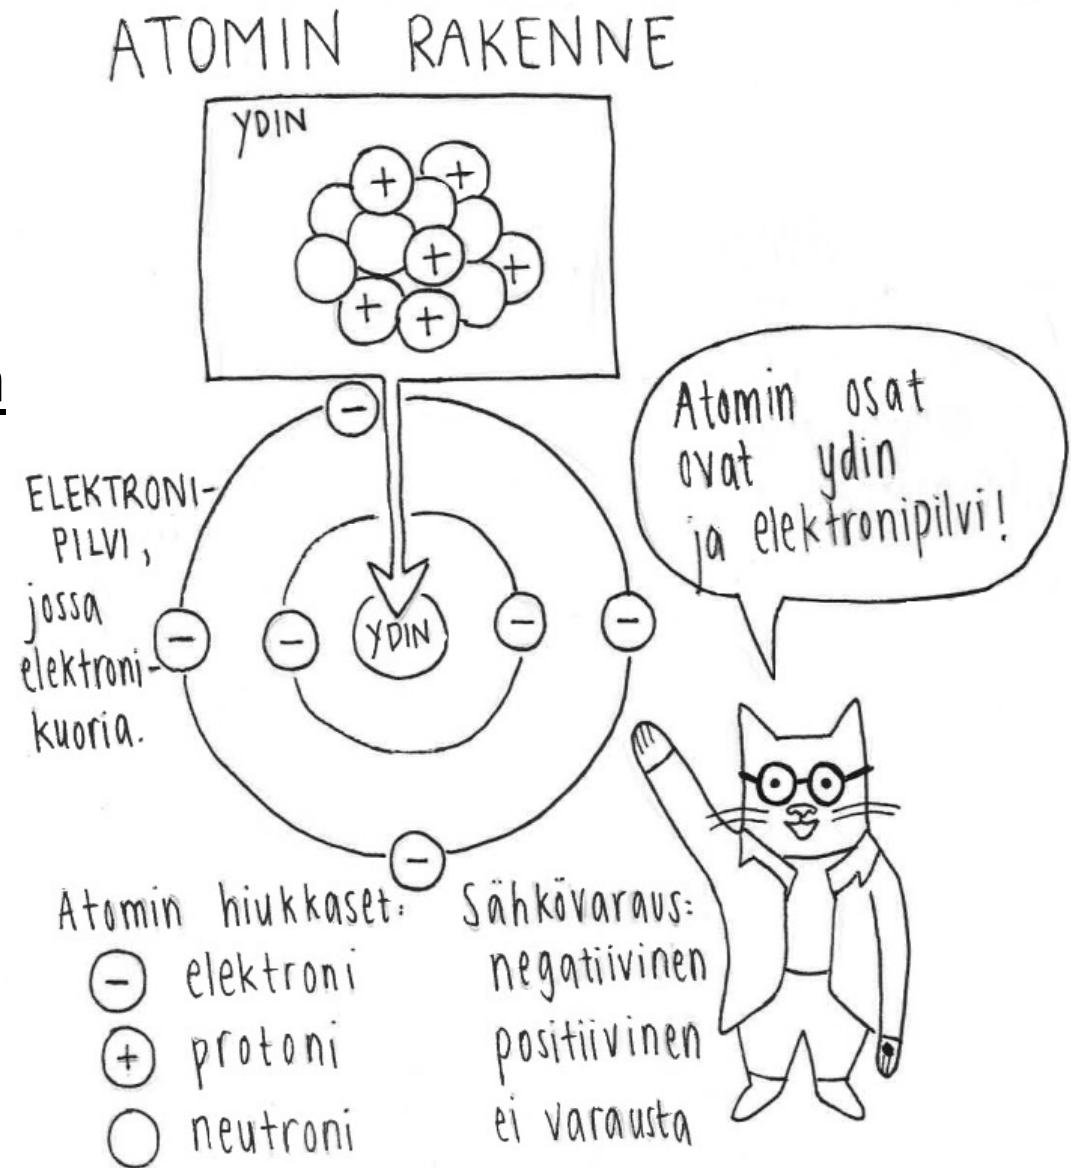 ATOMIN RAKENNE
YDIN
+ +
+ +
+ +
−
ELEKTRONI-
PILVI,
jossa
elektroni-
kuoria.
− − YDIN − −
−
Atomin osat
ovat ydin
ja elektronipilvi!
Atomin hiukkaset: Sähkövaraus:
− elektroni negatiivinen
+ protoni positiivinen
neutroni ei varausta